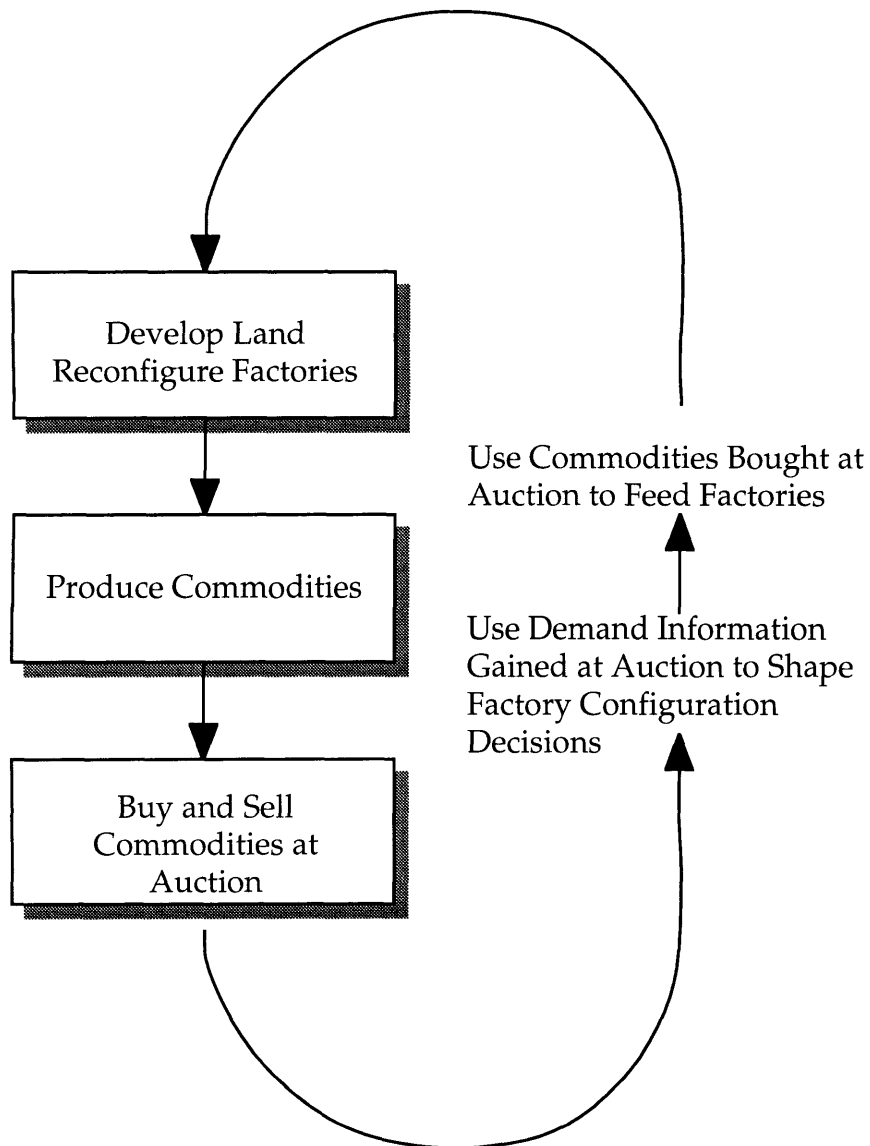 Develop Land
Reconfigure Factories
Produce Commodities
Buy and Sell
Commodities at
Auction
Use Demand Information
Gained at Auction to Shape
Factory Configuration
Decisions
Use Commodities Bought at
Auction to Feed Factories